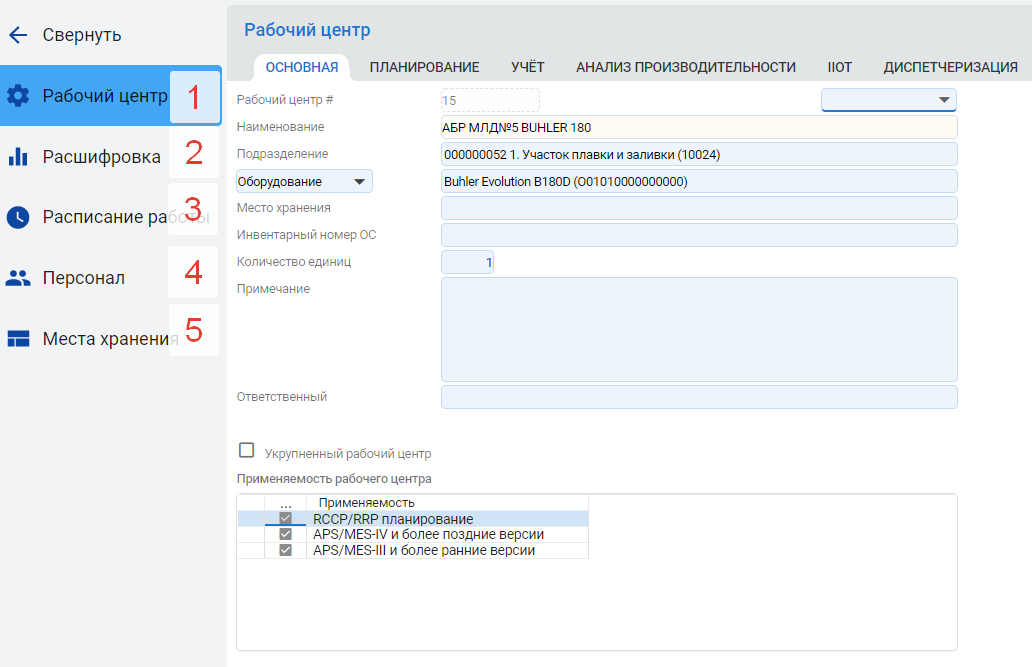 Свернуть
Рабочий центр 1
Расшифровка 2
Расписание работы 3
Персонал 4
Места хранения 5
Рабочий центр
ОСНОВНАЯ ПЛАНИРОВАНИЕ УЧЁТ АНАЛИЗ ПРОИЗВОДИТЕЛЬНОСТИ IIOT ДИСПЕТЧЕРИЗАЦИЯ
Рабочий центр # 15
Наименование АБР МЛД№5 BUHLER 180
Подразделение 000000052 1. Участок плавки и заливки (10024)
Оборудование Buhler Evolution B180D (O01010000000000)
Место хранения
Инвентарный номер ОС
Количество единиц 1
Примечание
Ответственный
Укрупненный рабочий центр
Применяемость рабочего центра
... Применяемость
RCCP/RRP планирование
APS/MES-IV и более поздние версии
APS/MES-III и более ранние версии